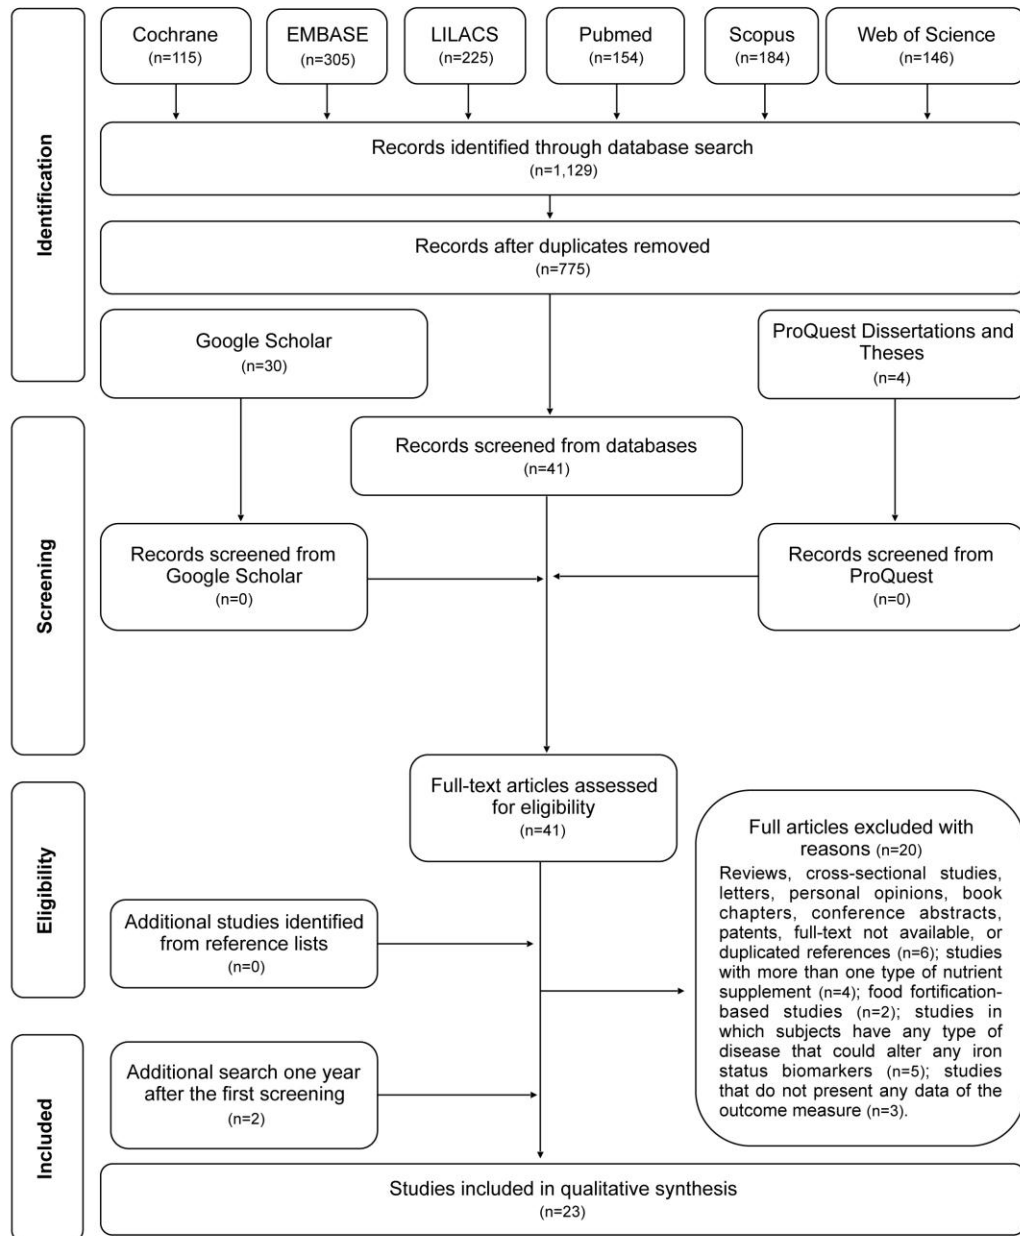 Cochrane
(n=115)
EMBASE
(n=305)
LILACS
(n=225)
Pubmed
(n=154)
Scopus
(n=184)
Web of Science
(n=146)
Identification
Records identified through database search
(n=1,129)
Records after duplicates removed
(n=775)
Google Scholar
(n=30)
ProQuest Dissertations and
Theses
(n=4)
Screening
Records screened from databases
(n=41)
Records screened from
Google Scholar
(n=0)
Records screened from
ProQuest
(n=0)
Eligibility
Full-text articles assessed
for eligibility
(n=41)
Full articles excluded with
reasons (n=20)
Reviews, cross-sectional studies,
letters, personal opinions, book
chapters, conference abstracts,
patents, full-text not available, or
duplicated references (n=6); studies
with more than one type of nutrient
supplement (n=4); food fortification-
based studies (n=2); studies in
which subjects have any type of
disease that could alter any iron
status biomarkers (n=5); studies
that do not present any data of the
outcome measure (n=3).
Additional studies identified
from reference lists
(n=0)
Included
Additional search one year
after the first screening
(n=2)
Studies included in qualitative synthesis
(n=23)